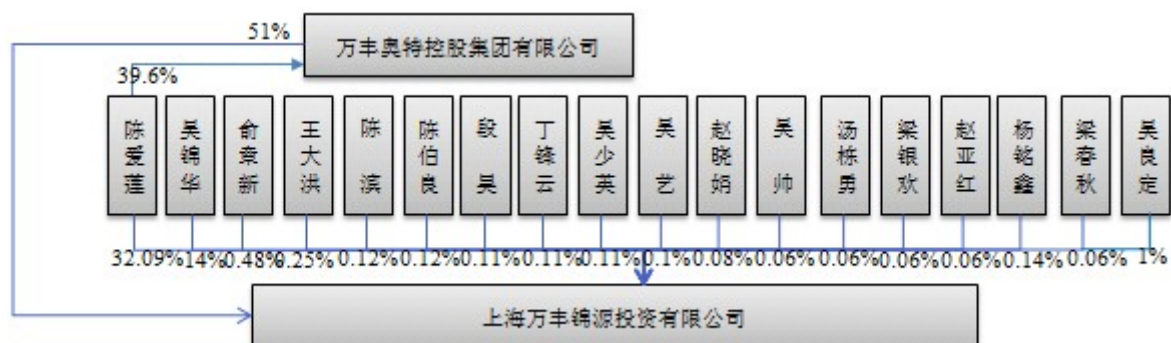 51%
万丰奥特控股集团有限公司
39.6%
陈爱莲
吴锦华
俞章新
王大洪
陈滨
陈伯良
段昊
丁锋云
吴少英
吴艺
赵晓娟
吴帅
汤栋勇
梁银欢
赵亚红
杨铭鑫
梁春秋
吴良定
32.09% 14% 0.48% 0.25% 0.12% 0.12% 0.11% 0.11% 0.11% 0.1% 0.08% 0.06% 0.06% 0.06% 0.06% 0.14% 0.06% 1%
上海万丰锦源投资有限公司